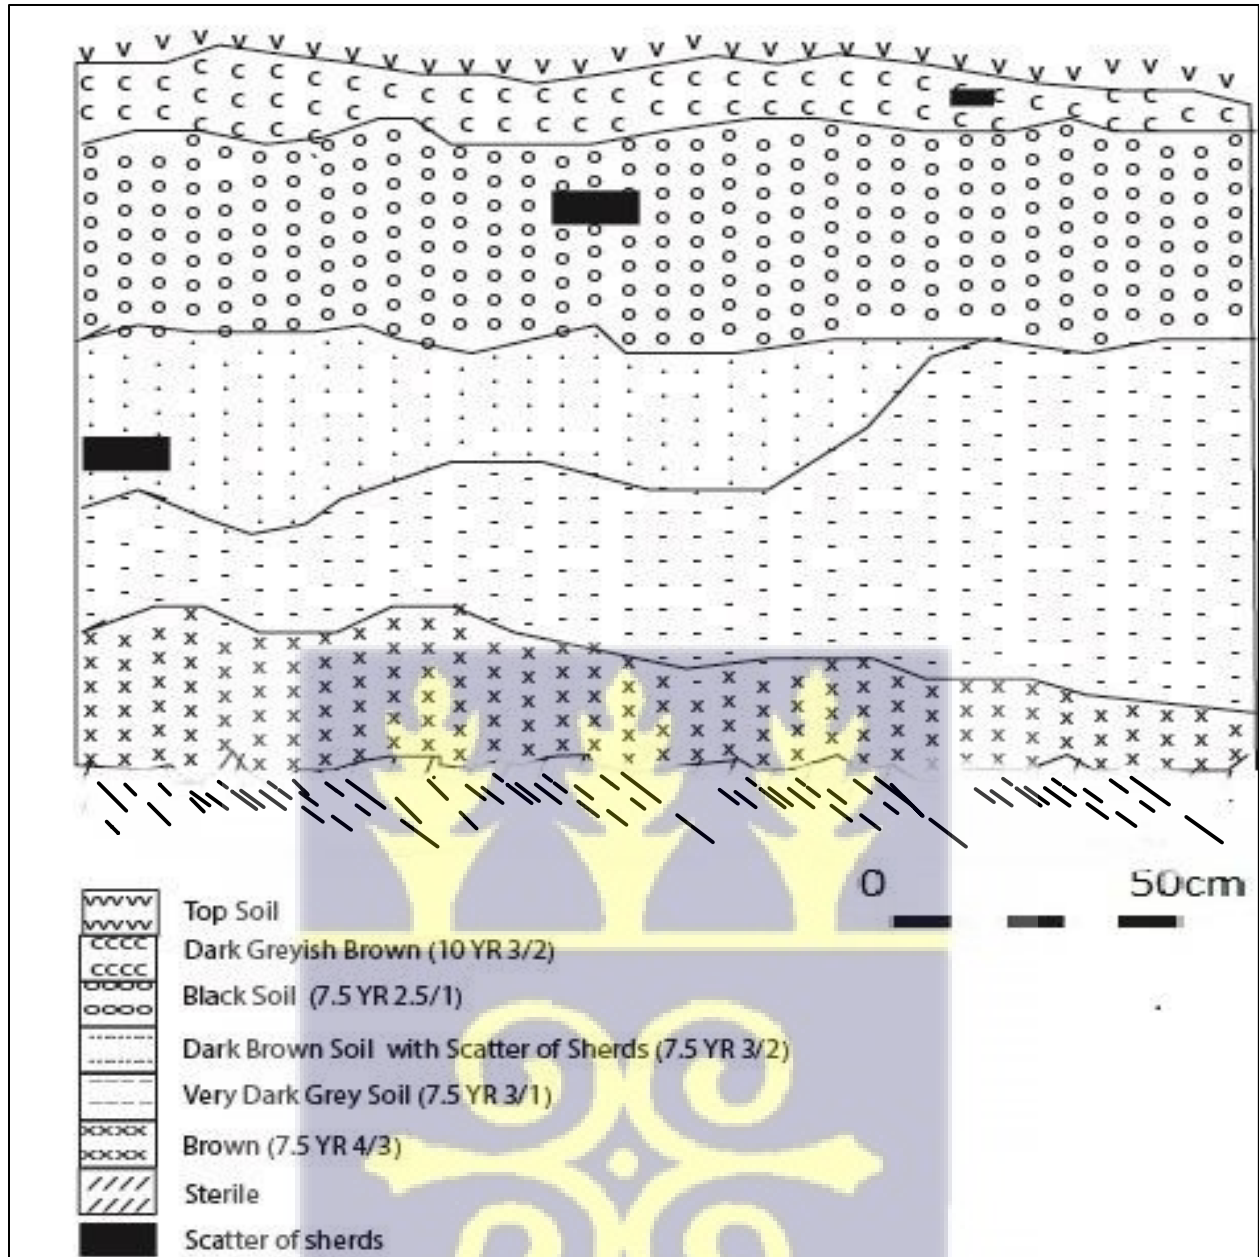 0 50cm
Top Soil
Dark Greyish Brown (10 YR 3/2)
Black Soil (7.5 YR 2.5/1)
Dark Brown Soil with Scatter of Sherds (7.5 YR 3/2)
Very Dark Grey Soil (7.5 YR 3/1)
Brown (7.5 YR 4/3)
Sterile
Scatter of sherds